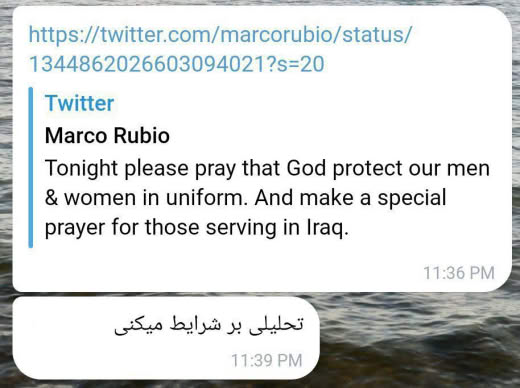 https://twitter.com/marcorubio/status/
1344862026603094021?s=20
Twitter
Marco Rubio
Tonight please pray that God protect our men
& women in uniform. And make a special
prayer for those serving in Iraq.
11:36 PM
تحلیلی بر شرایط میکنی
11:39 PM